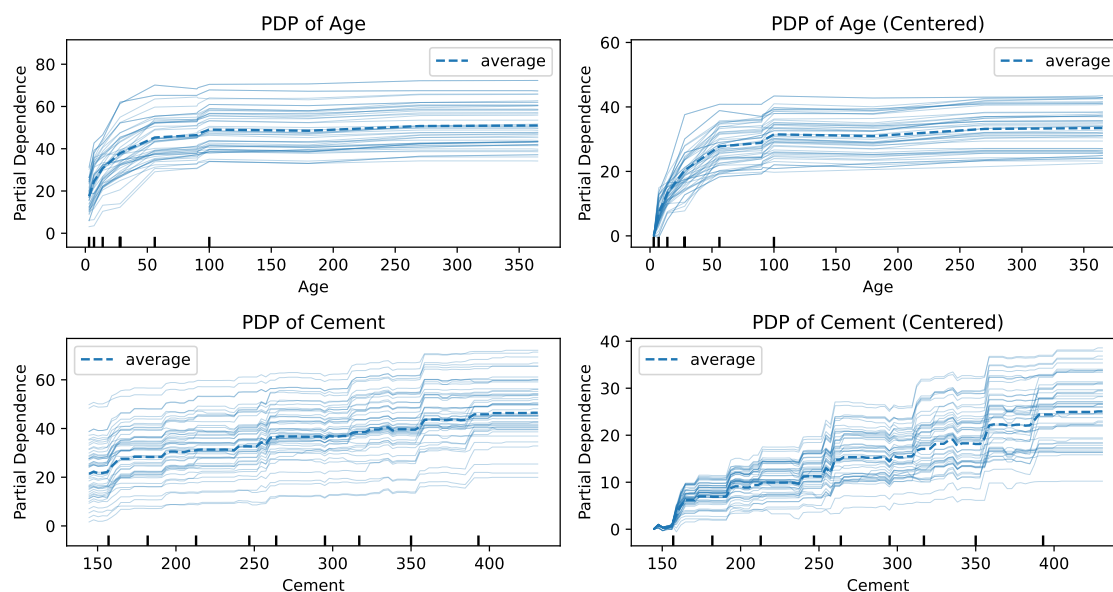 PDP of Age
average
80
60
40
20
0
Partial Dependence
0 50 100 150 200 250 300 350
Age
PDP of Age (Centered)
average
60
40
20
0
Partial Dependence
0 50 100 150 200 250 300 350
Age
PDP of Cement
average
60
40
20
0
Partial Dependence
150 200 250 300 350 400
Cement
PDP of Cement (Centered)
average
40
30
20
10
0
Partial Dependence
150 200 250 300 350 400
Cement